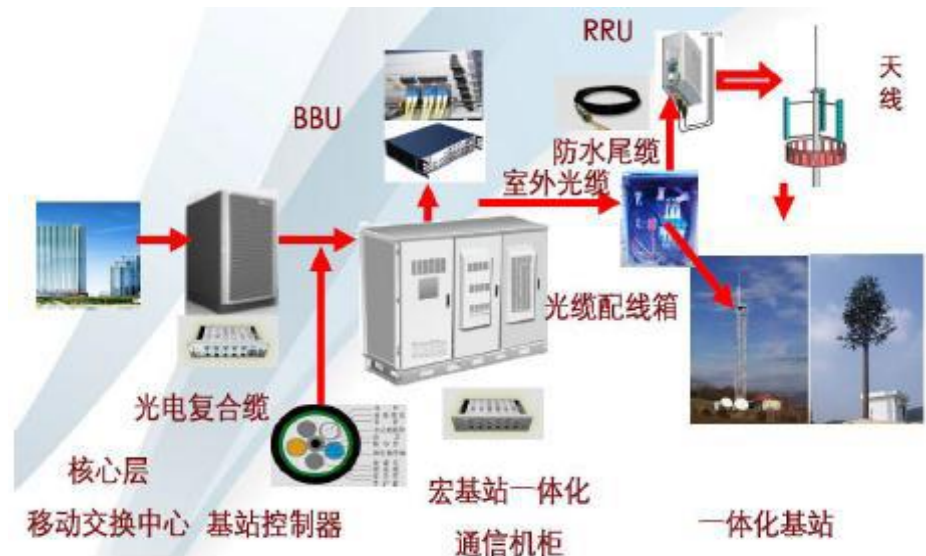 RRU
天线
BBU
防水尾缆
室外光缆
光缆配线箱
光电复合缆
核心层
移动交换中心
基站控制器
宏基站一体化
通信机柜
一体化基站